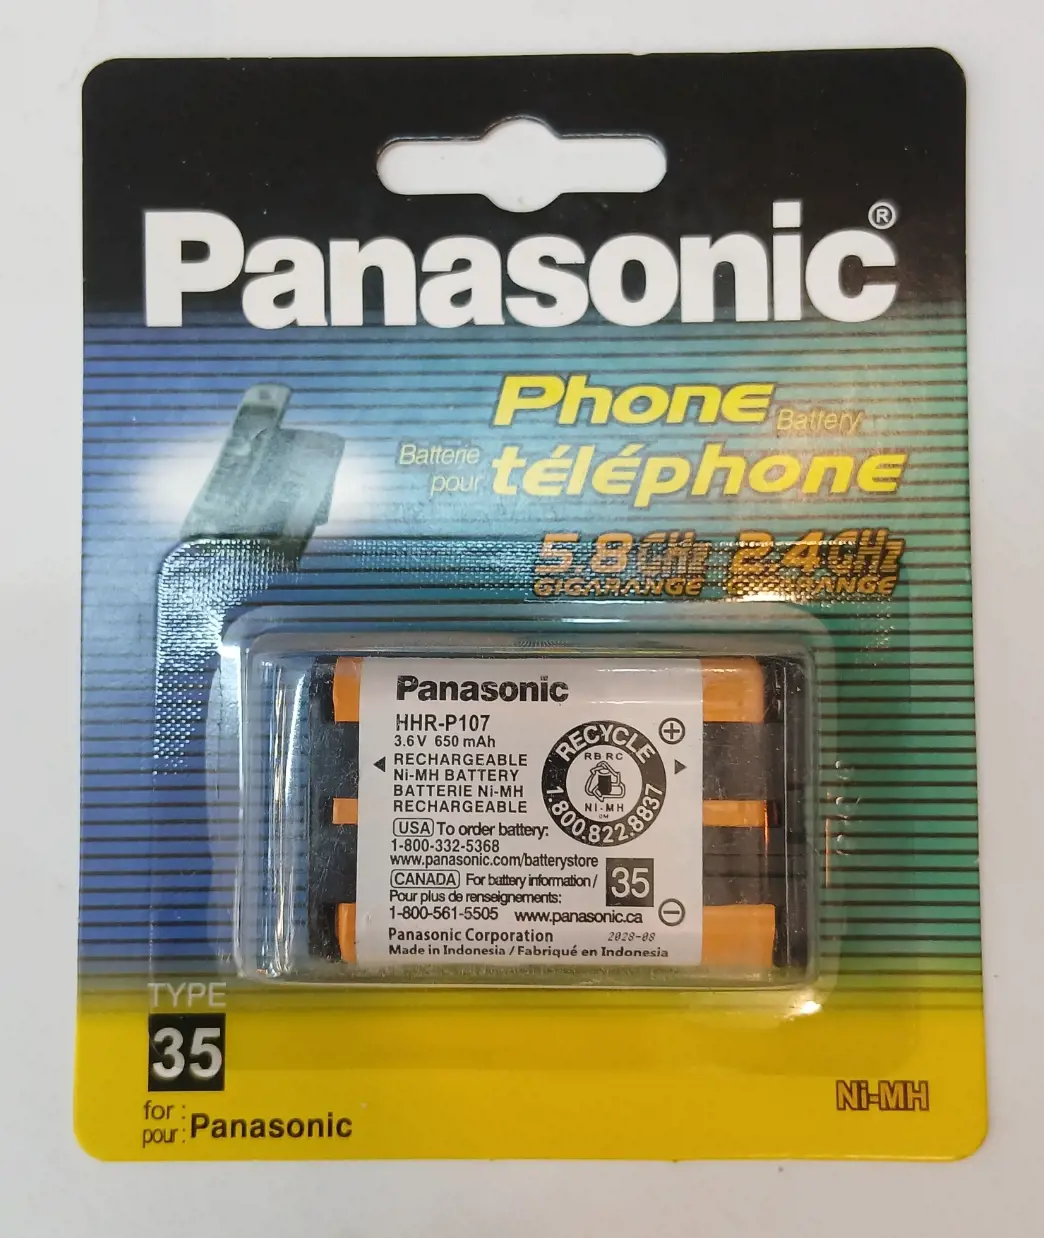 Panasonic®
Phone Battery
Batterie pour téléphone
5.8GHz 2.4GHz
GIGARANGE GIGARANGE
Panasonic
HHR-P107
3.6V 650 mAh
RECHARGEABLE
Ni-MH BATTERY
BATTERIE Ni-MH
RECHARGEABLE
RECYCLE
RBRC
NI-MH
1.800.822.8837
USA To order battery:
1-800-332-5368
www.panasonic.com/batterystore
CANADA For battery information /
Pour plus de renseignements:
1-800-561-5505 www.panasonic.ca
35
Panasonic Corporation 2028-08
Made in Indonesia / Fabriqué en Indonesia
TYPE
35
for :
pour : Panasonic
Ni-MH